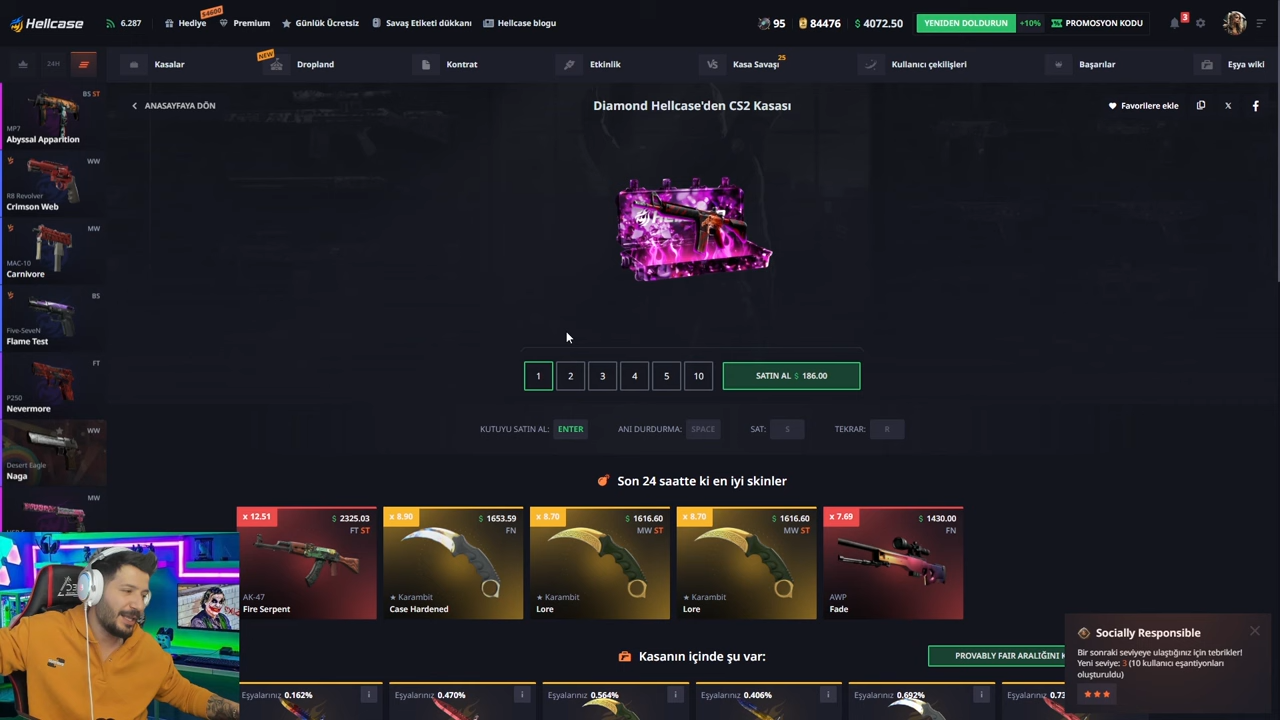 Hellcase
6.287
Hediye
$4600
Premium
Günlük Ücretsiz
Savaş Etiketi dükkanı
Hellcase blogu
95
84476
$ 4072.50
YENİDEN DOLDURUN
+10%
PROMOSYON KODU
3
24H
Kasalar
NEW
Dropland
Kontrat
Etkinlik
VS
Kasa Savaşı
25
Kullanıcı çekilişleri
Başarılar
Eşya wiki
ANASAYFAYA DÖN
Diamond Hellcase'den CS2 Kasası
Favorilere ekle
BS ST
MP7
Abyssal Apparition
WW
R8 Revolver
Crimson Web
MW
MAC-10
Carnivore
BS
Five-SeveN
Flame Test
FT
P250
Nevermore
WW
Desert Eagle
Naga
MW
1
2
3
4
5
10
SATIN AL $ 186.00
KUTUYU SATIN AL: ENTER
ANI DURDURMA: SPACE
SAT: S
TEKRAR: R
Son 24 saatte ki en iyi skinler
x 12.51
$ 2325.03
FT ST
AK-47
Fire Serpent
x 8.90
$ 1653.59
FN
★ Karambit
Case Hardened
x 8.70
$ 1616.60
MW ST
★ Karambit
Lore
x 8.70
$ 1616.60
MW ST
★ Karambit
Lore
x 7.69
$ 1430.00
FN
AWP
Fade
Kasanın içinde şu var:
PROVABLY FAIR ARALIĞINI
Eşyalarınız 0.162%
Eşyalarınız 0.470%
Eşyalarınız 0.564%
Eşyalarınız 0.406%
Eşyalarınız 0.692%
Eşyalarınız
Socially Responsible
Bir sonraki seviyeye ulaştığınız için tebrikler!
Yeni seviye: 3 (10 kullanıcı eşantiyonları
oluşturuldu)